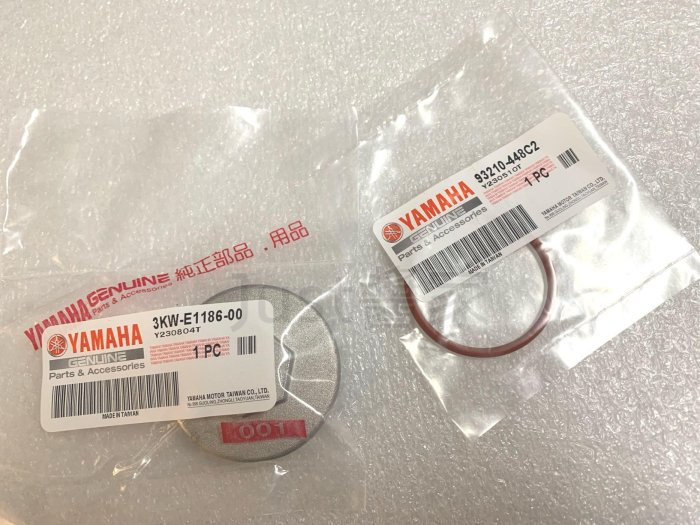 YAMAHA
GENUINE
Parts & Accessories
93210-448C2
Y230510T
1 PC
YAMAHA MOTOR TAIWAN CO., LTD.
MADE IN TAIWAN
YAMAHA GENUINE 純正部品.用品
Parts & Accessories
YAMAHA
GENUINE
Parts & Accessories
3KW-E1186-00
Y230804T
1 PC
YAMAHA MOTOR TAIWAN CO., LTD.
MADE IN TAIWAN
001